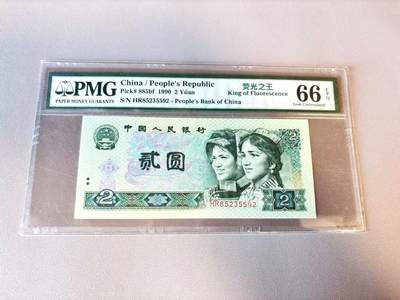 PMG
PAPER MONEY GUARANTY
China / People's Republic
Pick# 885bf 1990 2 Yüan
S/N HR85235592 - People's Bank of China
荧光之王
King of Fluorescence
66 EPQ
Gem Uncirculated
中国人民银行
贰圆
2
HR85235592
2